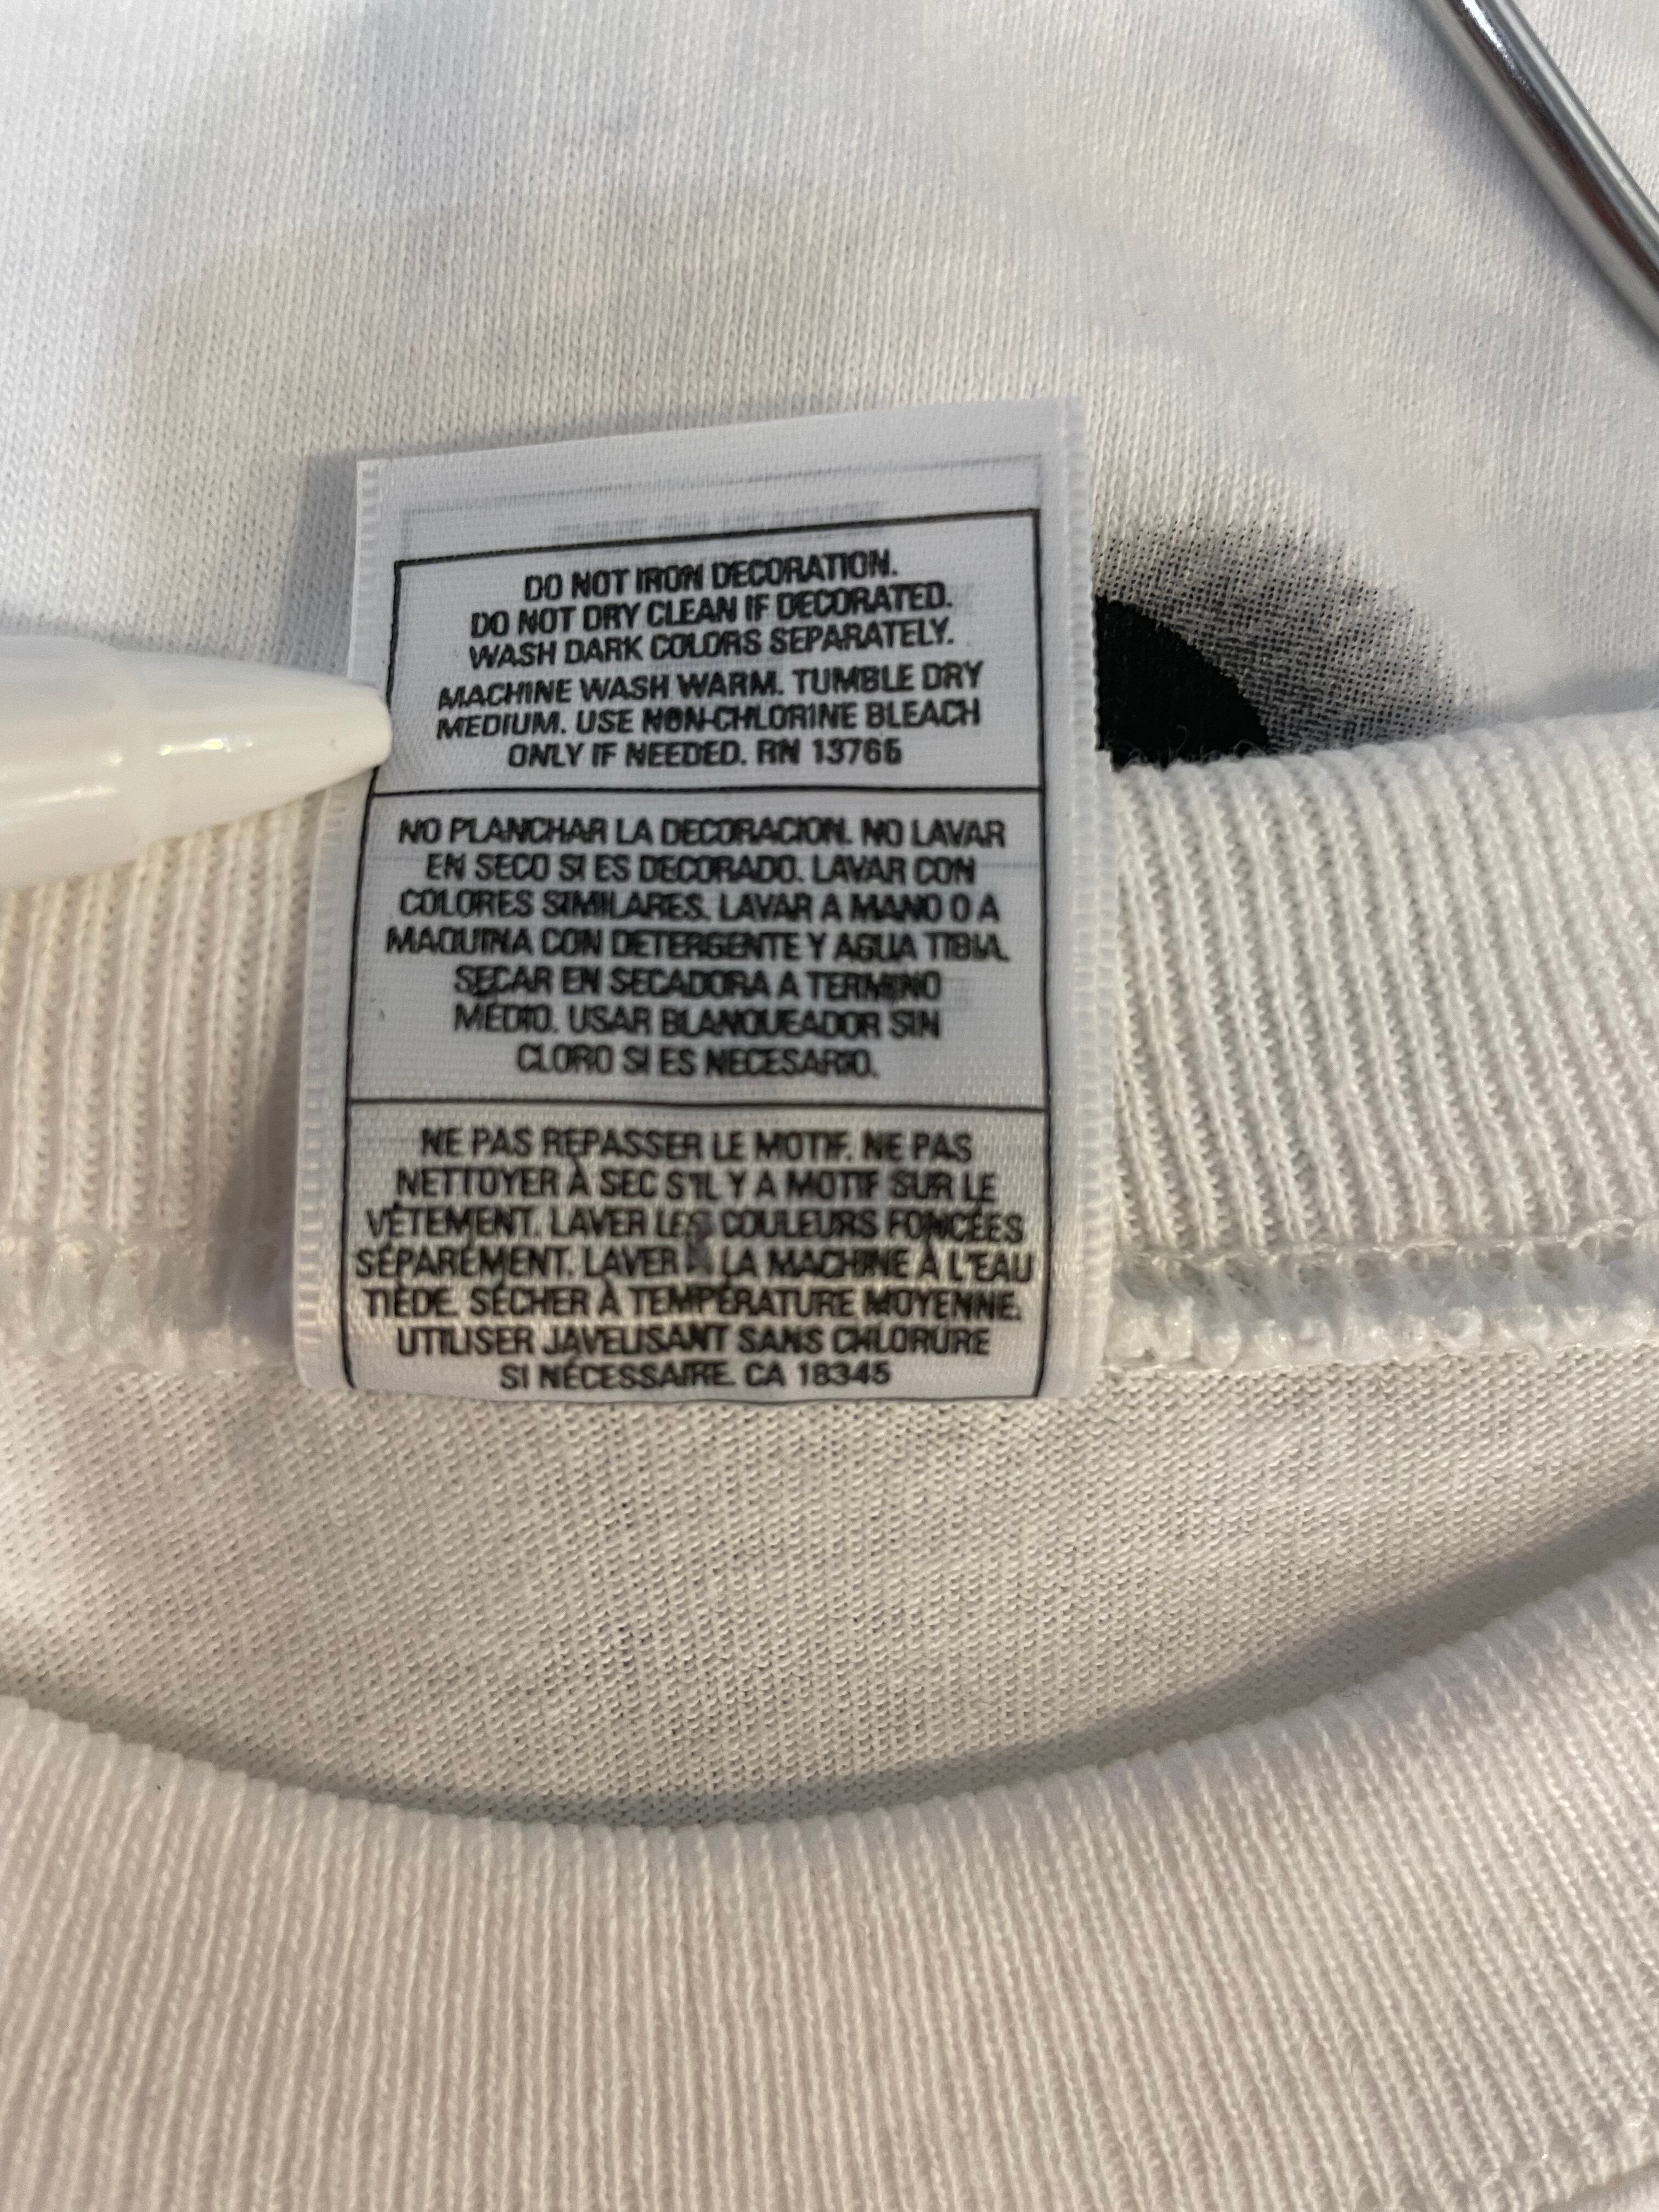 DO NOT IRON DECORATION.
DO NOT DRY CLEAN IF DECORATED.
WASH DARK COLORS SEPARATELY.
MACHINE WASH WARM. TUMBLE DRY
MEDIUM. USE NON-CHLORINE BLEACH
ONLY IF NEEDED. RN 13765
NO PLANCHAR LA DECORACION. NO LAVAR
EN SECO SI ES DECORADO. LAVAR CON
COLORES SIMILARES. LAVAR A MANO O A
MAQUINA CON DETERGENTE Y AGUA TIBIA.
SECAR EN SECADORA A TERMINO
MÉDIO. USAR BLANQUEADOR SIN
CLORO SI ES NECESARIO.
NE PAS REPASSER LE MOTIF. NE PAS
NETTOYER À SEC S'IL Y A MOTIF SUR LE
VÊTEMENT. LAVER LES COULEURS FONCÉES
SÉPARÉMENT. LAVER À LA MACHINE À L'EAU
TIÈDE. SÉCHER À TEMPÉRATURE MOYENNE.
UTILISER JAVELISANT SANS CHLORURE
SI NÉCESSAIRE. CA 18345